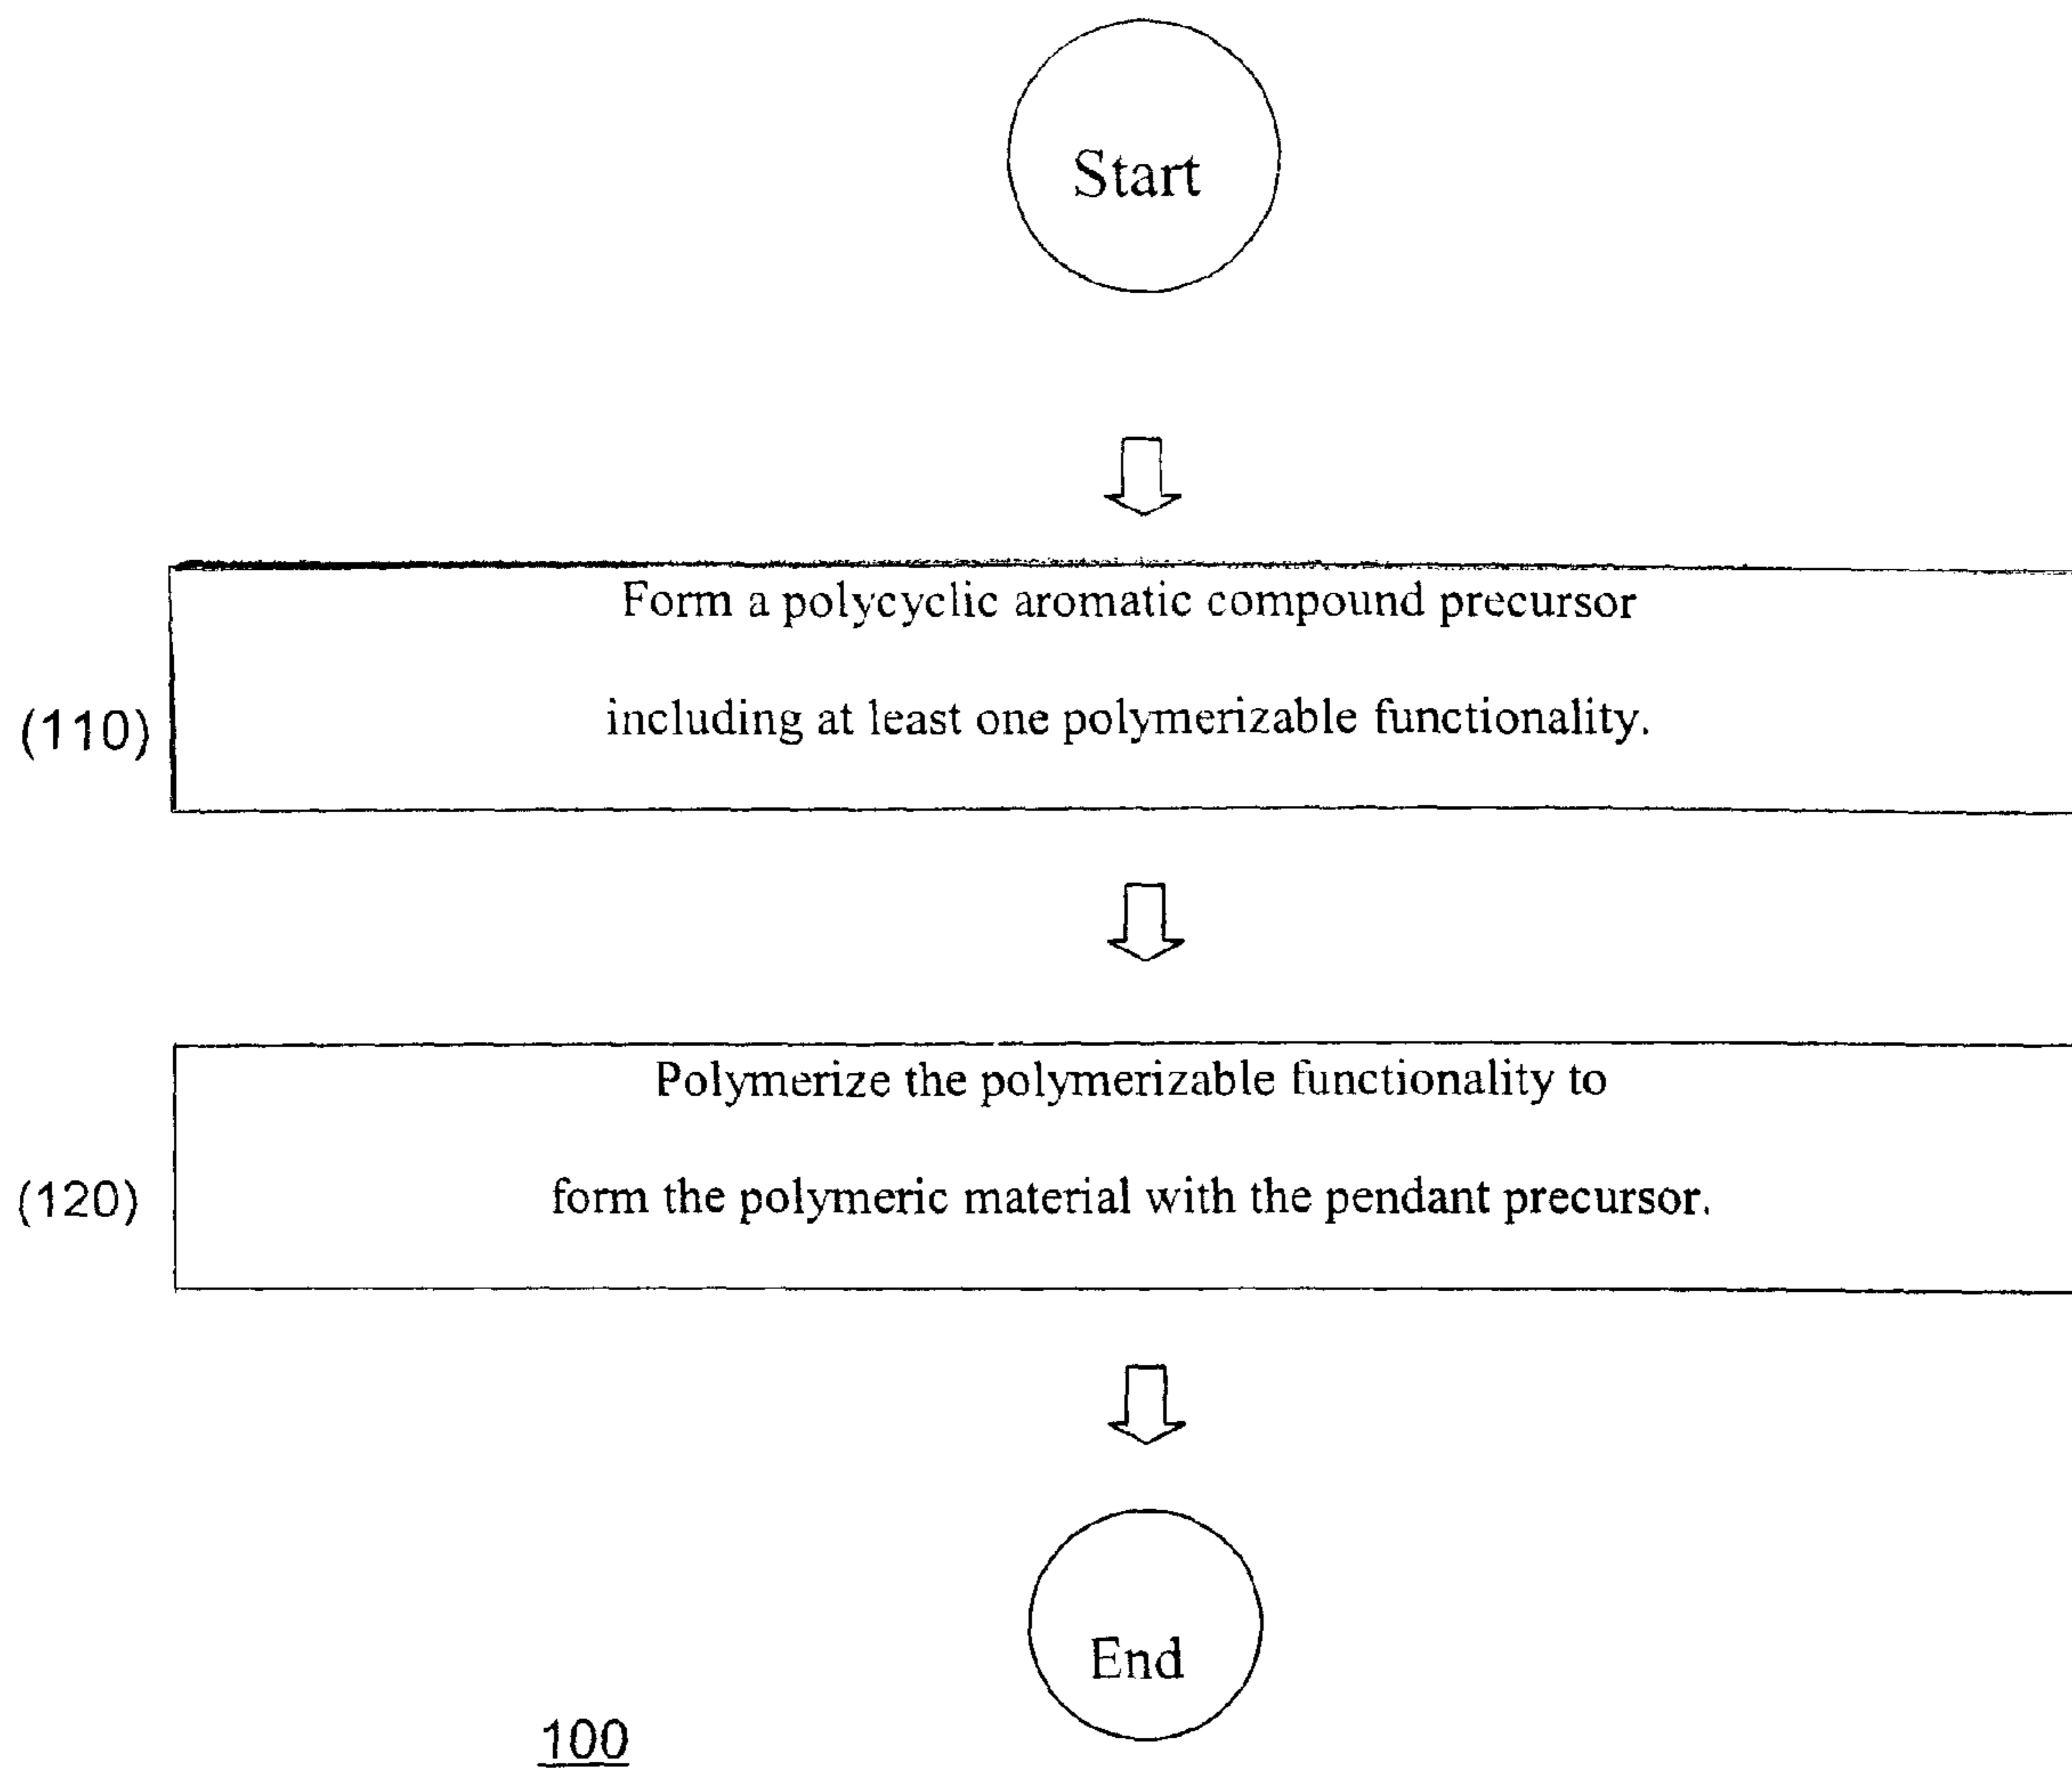 Start
Form a polycyclic aromatic compound precursor
(110)
including at least one polymerizable functionality.
Polymerize the polymerizable functionality to
(120)
form the polymeric material with the pendant precursor.
End
100